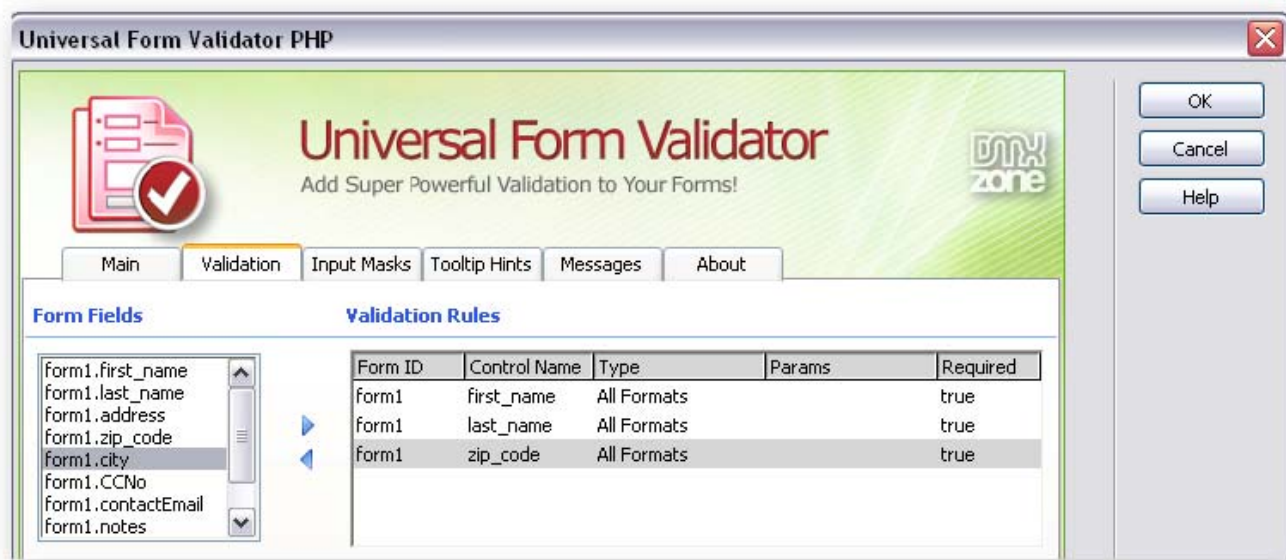 Universal Form Validator PHP
Universal Form Validator
Add Super Powerful Validation to Your Forms!
DMX
zone
OK
Cancel
Help
Main Validation Input Masks Tooltip Hints Messages About
Form Fields
form1.first_name
form1.last_name
form1.address
form1.zip_code
form1.city
form1.CCNo
form1.contactEmail
form1.notes
Validation Rules
Form ID Control Name Type Params Required
form1 first_name All Formats true
form1 last_name All Formats true
form1 zip_code All Formats true